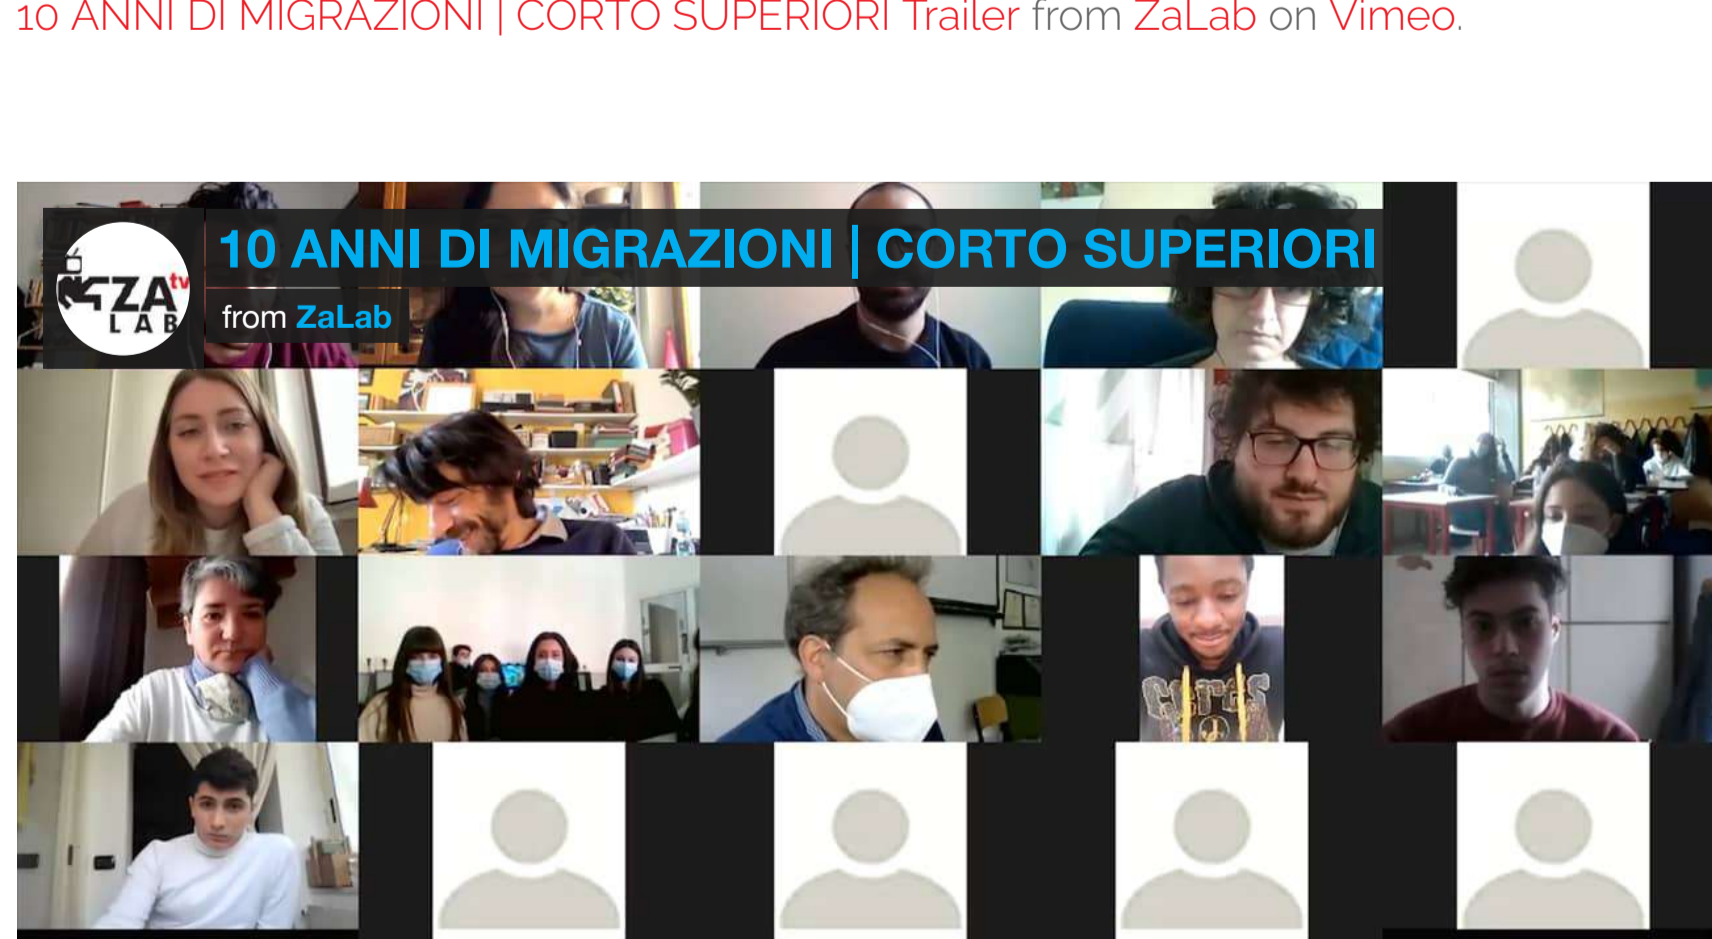 10 ANNI DI MIGRAZIONI | CORTO SUPERIORI Trailer from ZaLab on Vimeo.
10 ANNI DI MIGRAZIONI | CORTO SUPERIORI
from ZaLab
ZA tv
LAB